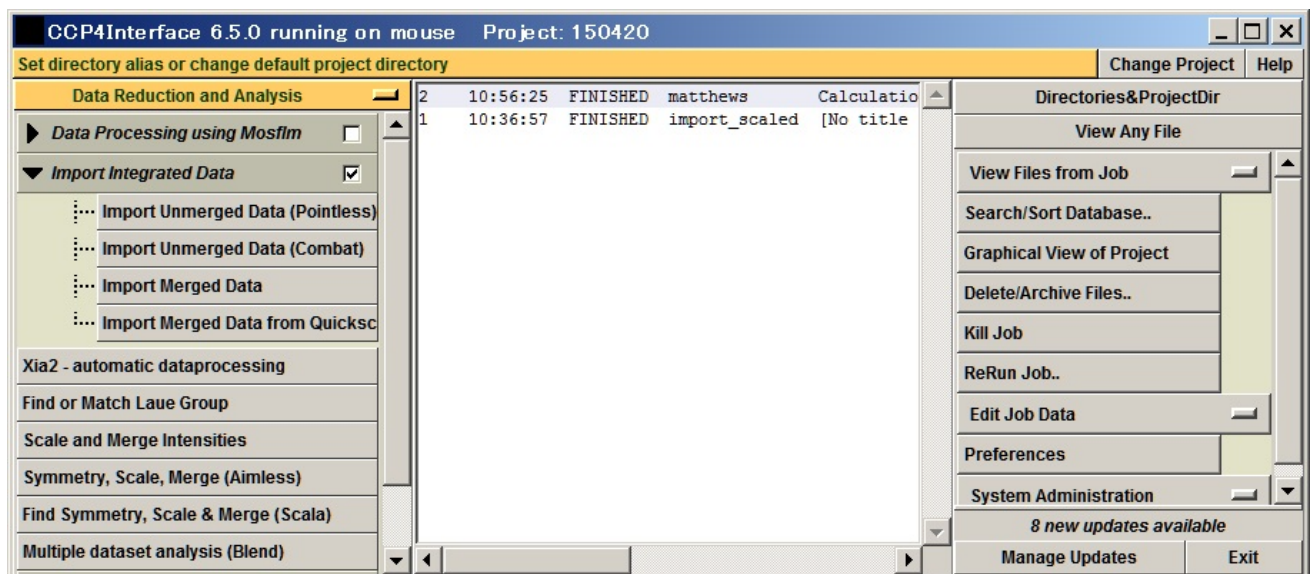 CCP4Interface 6.5.0 running on mouse Project: 150420
Set directory alias or change default project directory
Change Project
Help
Data Reduction and Analysis
Data Processing using Mosflm
Import Integrated Data
Import Unmerged Data (Pointless)
Import Unmerged Data (Combat)
Import Merged Data
Import Merged Data from Quicksc
Xia2 - automatic dataprocessing
Find or Match Laue Group
Scale and Merge Intensities
Symmetry, Scale, Merge (Aimless)
Find Symmetry, Scale & Merge (Scala)
Multiple dataset analysis (Blend)
2 10:56:25 FINISHED matthews Calculatio
1 10:36:57 FINISHED import_scaled [No title
Directories&ProjectDir
View Any File
View Files from Job
Search/Sort Database..
Graphical View of Project
Delete/Archive Files..
Kill Job
ReRun Job..
Edit Job Data
Preferences
System Administration
8 new updates available
Manage Updates
Exit